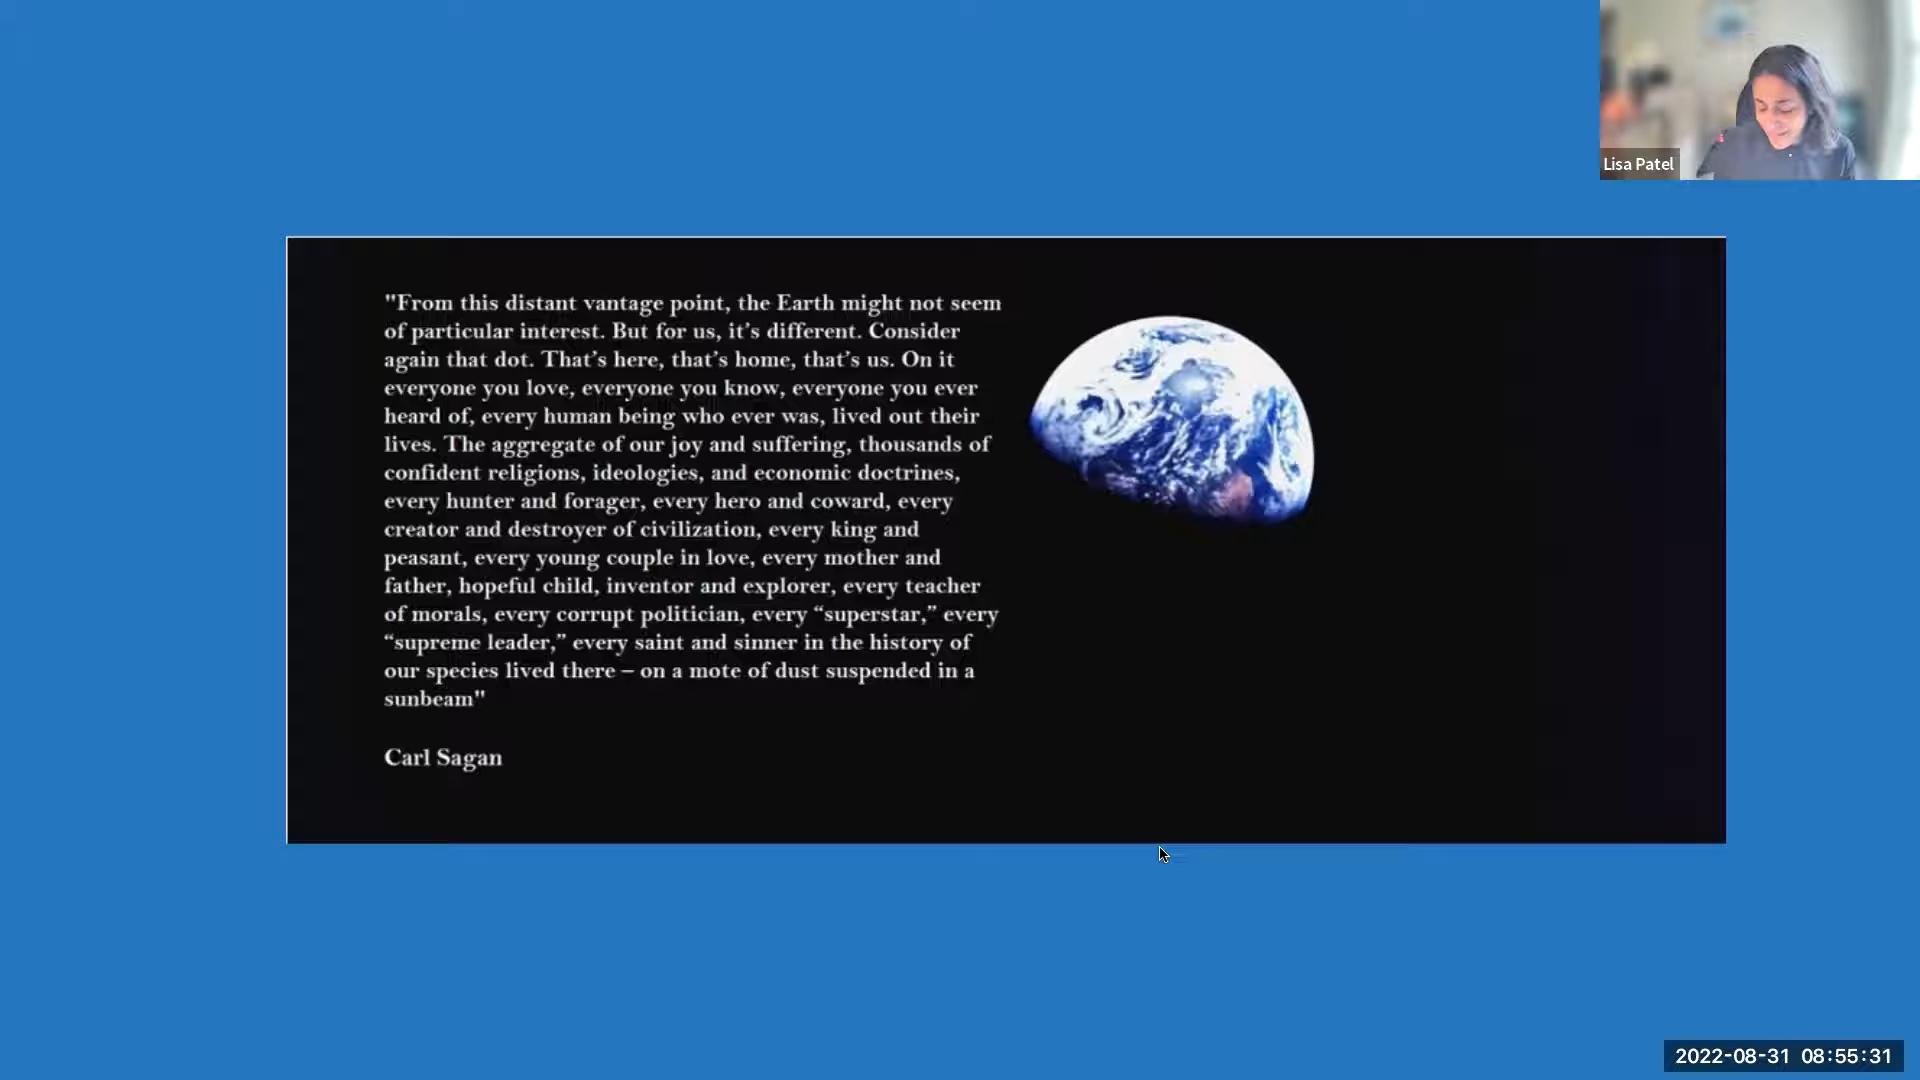 Lisa Patel
"From this distant vantage point, the Earth might not seem
of particular interest. But for us, it’s different. Consider
again that dot. That’s here, that’s home, that’s us. On it
everyone you love, everyone you know, everyone you ever
heard of, every human being who ever was, lived out their
lives. The aggregate of our joy and suffering, thousands of
confident religions, ideologies, and economic doctrines,
every hunter and forager, every hero and coward, every
creator and destroyer of civilization, every king and
peasant, every young couple in love, every mother and
father, hopeful child, inventor and explorer, every teacher
of morals, every corrupt politician, every “superstar,” every
“supreme leader,” every saint and sinner in the history of
our species lived there – on a mote of dust suspended in a
sunbeam"
Carl Sagan
2022-08-31 08:55:31